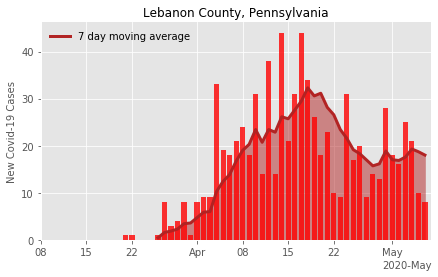 Lebanon County, Pennsylvania
7 day moving average
New Covid-19 Cases
40
30
20
10
0
08 15 22 Apr 08 15 22 May
2020-May